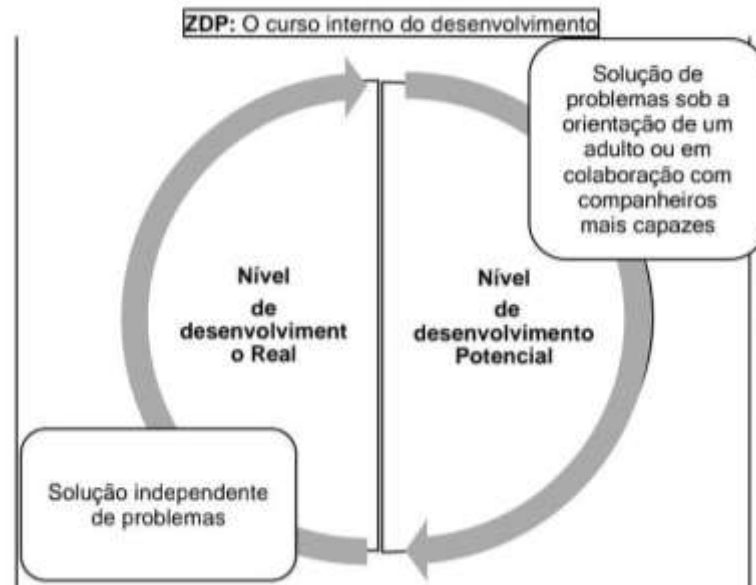 ZDP: O curso interno do desenvolvimento
Solução de
problemas sob a
orientação de um
adulto ou em
colaboração com
companheiros
mais capazes
Nível
de
desenvolviment
o Real
Nível
de
desenvolvimento
Potencial
Solução independente
de problemas